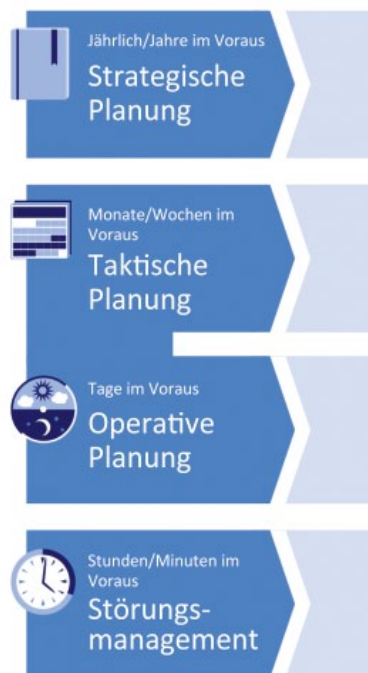 Jährlich/Jahre im Voraus
Strategische
Planung
Monate/Wochen im
Voraus
Taktische
Planung
Tage im Voraus
Operative
Planung
Stunden/Minuten im
Voraus
Störungs-
management